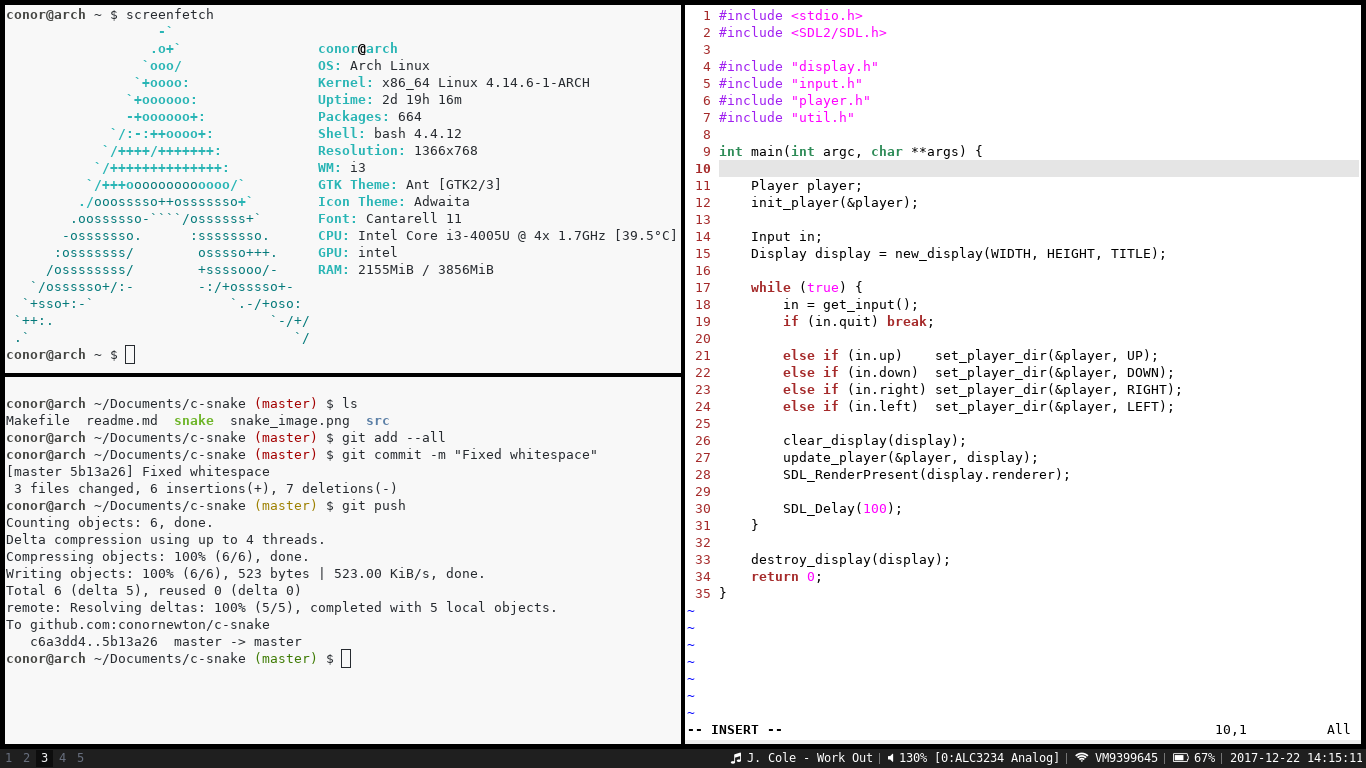 conor@arch ~ $ screenfetch
                   -`
                  .o+`                 conor@arch
                 `ooo/                 OS: Arch Linux
                `+oooo:                Kernel: x86_64 Linux 4.14.6-1-ARCH
               `+oooooo:               Uptime: 2d 19h 16m
               -+oooooo+:              Packages: 664
             `/:-:++oooo+:             Shell: bash 4.4.12
            `/++++/+++++++:            Resolution: 1366x768
           `/++++++++++++++:           WM: i3
          `/+++ooooooooooooo/`         GTK Theme: Ant [GTK2/3]
         ./ooosssso++osssssso+`        Icon Theme: Adwaita
        .oossssso-````/ossssss+`       Font: Cantarell 11
       -osssssso.      :ssssssso.      CPU: Intel Core i3-4005U @ 4x 1.7GHz [39.5°C]
      :osssssss/        osssso+++.     GPU: intel
     /ossssssss/        +ssssooo/-     RAM: 2155MiB / 3856MiB
   `/ossssso+/:-        -:/+osssso+-
  `+sso+:-`                 `.-/+oso:
 `++:.                           `-/+/
 .`                                 `/
conor@arch ~ $
conor@arch ~/Documents/c-snake (master) $ ls
Makefile  readme.md  snake  snake_image.png  src
conor@arch ~/Documents/c-snake (master) $ git add --all
conor@arch ~/Documents/c-snake (master) $ git commit -m "Fixed whitespace"
[master 5b13a26] Fixed whitespace
 3 files changed, 6 insertions(+), 7 deletions(-)
conor@arch ~/Documents/c-snake (master) $ git push
Counting objects: 6, done.
Delta compression using up to 4 threads.
Compressing objects: 100% (6/6), done.
Writing objects: 100% (6/6), 523 bytes | 523.00 KiB/s, done.
Total 6 (delta 5), reused 0 (delta 0)
remote: Resolving deltas: 100% (5/5), completed with 5 local objects.
To github.com:conornewton/c-snake
   c6a3dd4..5b13a26  master -> master
conor@arch ~/Documents/c-snake (master) $
1 #include <stdio.h>
2 #include <SDL2/SDL.h>
3
4 #include "display.h"
5 #include "input.h"
6 #include "player.h"
7 #include "util.h"
8
9 int main(int argc, char **args) {
10
11     Player player;
12     init_player(&player);
13
14     Input in;
15     Display display = new_display(WIDTH, HEIGHT, TITLE);
16
17     while (true) {
18         in = get_input();
19         if (in.quit) break;
20
21         else if (in.up)    set_player_dir(&player, UP);
22         else if (in.down)  set_player_dir(&player, DOWN);
23         else if (in.right) set_player_dir(&player, RIGHT);
24         else if (in.left)  set_player_dir(&player, LEFT);
25
26         clear_display(display);
27         update_player(&player, display);
28         SDL_RenderPresent(display.renderer);
29
30         SDL_Delay(100);
31     }
32
33     destroy_display(display);
34     return 0;
35 }
~
~
~
~
~
~
~
-- INSERT --                    10,1          All
1 2 3 4 5
J. Cole - Work Out | 130% [0:ALC3234 Analog] | VM9399645 | 67% | 2017-12-22 14:15:11